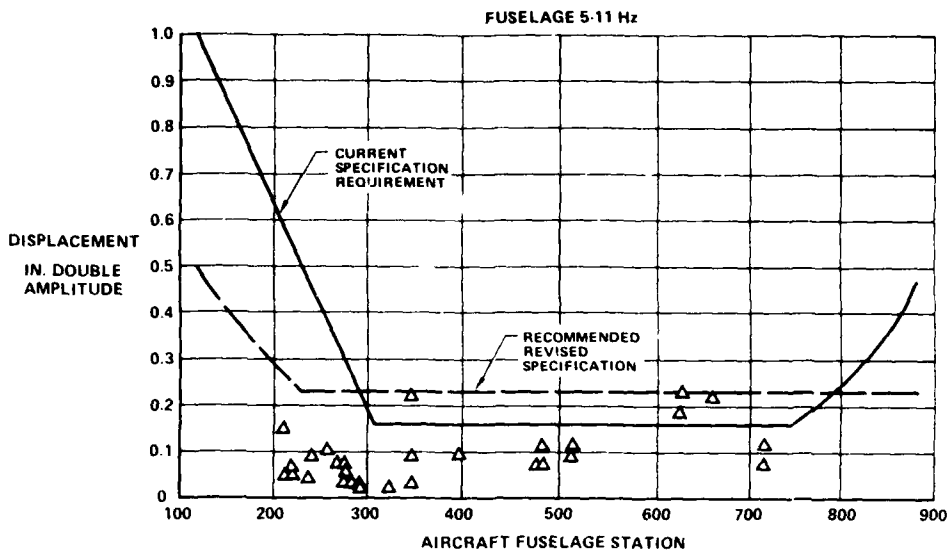 FUSELAGE 5-11 Hz
1.0
0.9
0.8
0.7
0.6
0.5
0.4
0.3
0.2
0.1
0
DISPLACEMENT
IN. DOUBLE
AMPLITUDE
CURRENT
SPECIFICATION
REQUIREMENT
RECOMMENDED
REVISED
SPECIFICATION
100 200 300 400 500 600 700 800 900
AIRCRAFT FUSELAGE STATION